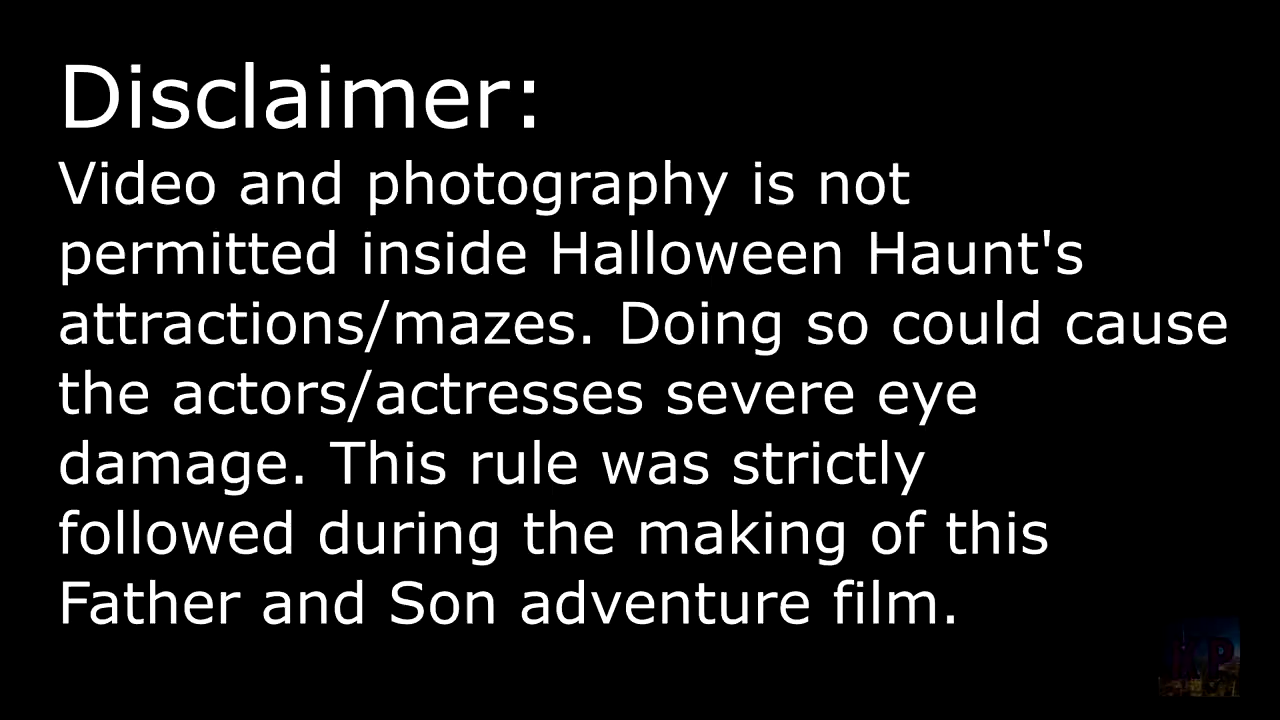 Disclaimer:
Video and photography is not
permitted inside Halloween Haunt's
attractions/mazes. Doing so could cause
the actors/actresses severe eye
damage. This rule was strictly
followed during the making of this
Father and Son adventure film.